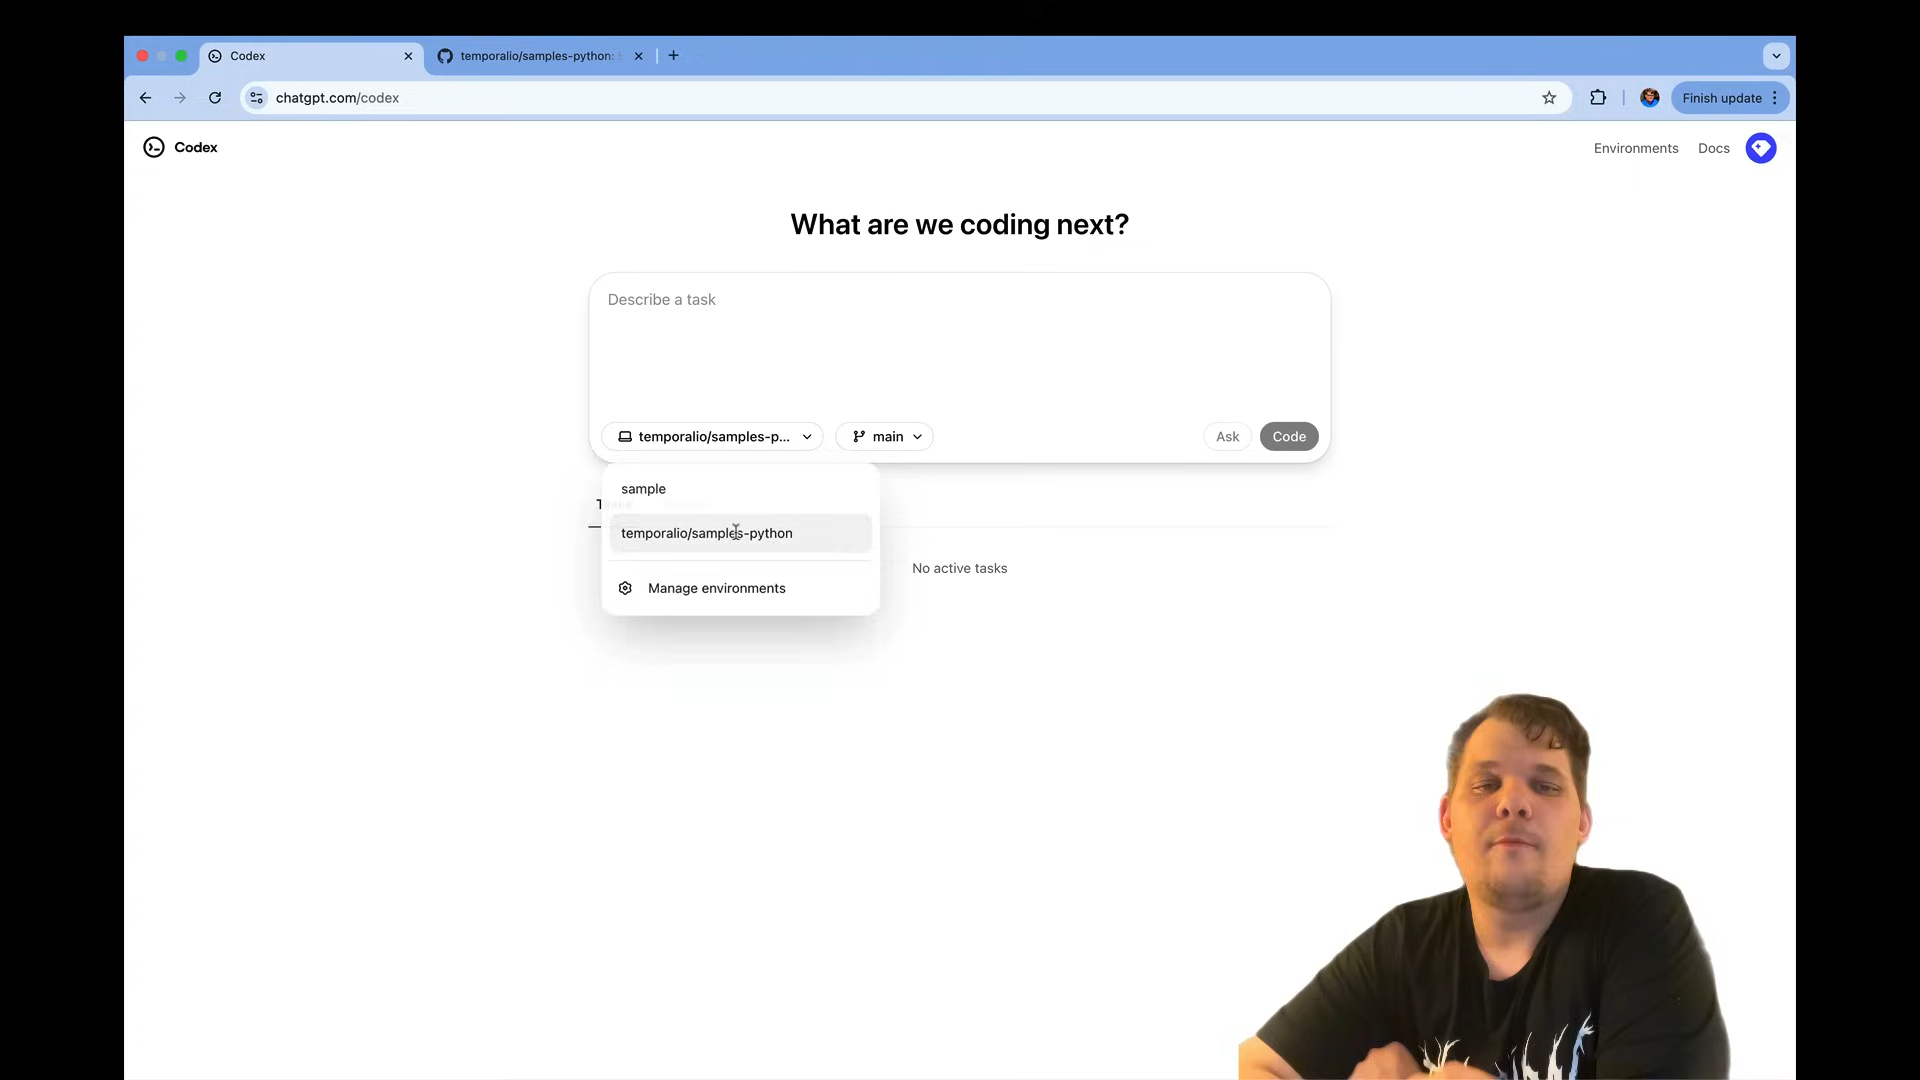 Codex
temporalio/samples-python:
chatgpt.com/codex
Finish update
Codex
Environments
Docs
What are we coding next?
Describe a task
temporalio/samples-p...
main
Ask
Code
sample
temporalio/samples-python
Manage environments
No active tasks